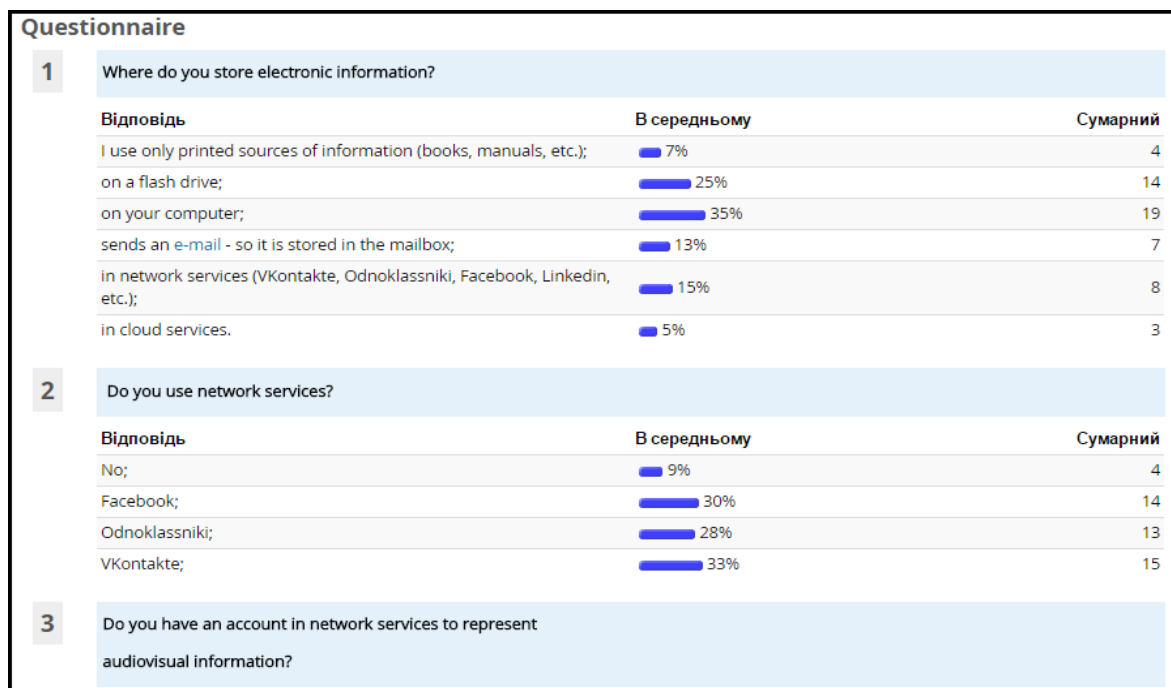 Questionnaire
1 Where do you store electronic information?
Відповідь В середньому Сумарний
I use only printed sources of information (books, manuals, etc.); 7% 4
on a flash drive; 25% 14
on your computer; 35% 19
sends an e-mail - so it is stored in the mailbox; 13% 7
in network services (VKontakte, Odnoklassniki, Facebook, Linkedin,
etc.); 15% 8
in cloud services. 5% 3
2 Do you use network services?
Відповідь В середньому Сумарний
No; 9% 4
Facebook; 30% 14
Odnoklassniki; 28% 13
VKontakte; 33% 15
3 Do you have an account in network services to represent
audiovisual information?